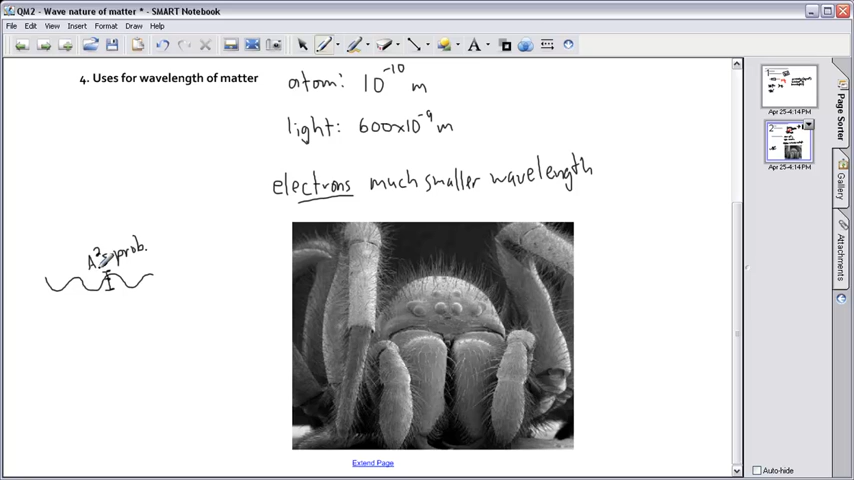 QM2 - Wave nature of matter * - SMART Notebook
File Edit View Insert Format Draw Help
4. Uses for wavelength of matter
atom: 10⁻¹⁰ m
light: 600x10⁻⁹ m
electrons much smaller wavelength
A² prob.
Extend Page
Apr 25-4:14 PM
Apr 25-4:14 PM
Page Sorter
Gallery
Attachments
Auto-hide